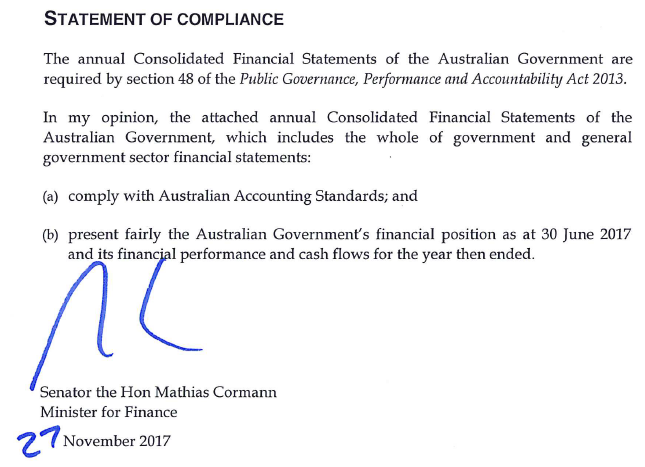 STATEMENT OF COMPLIANCE
The annual Consolidated Financial Statements of the Australian Government are
required by section 48 of the Public Governance, Performance and Accountability Act 2013.
In my opinion, the attached annual Consolidated Financial Statements of the
Australian Government, which includes the whole of government and general
government sector financial statements:
(a) comply with Australian Accounting Standards; and
(b) present fairly the Australian Government's financial position as at 30 June 2017
and its financial performance and cash flows for the year then ended.
Senator the Hon Mathias Cormann
Minister for Finance
27 November 2017